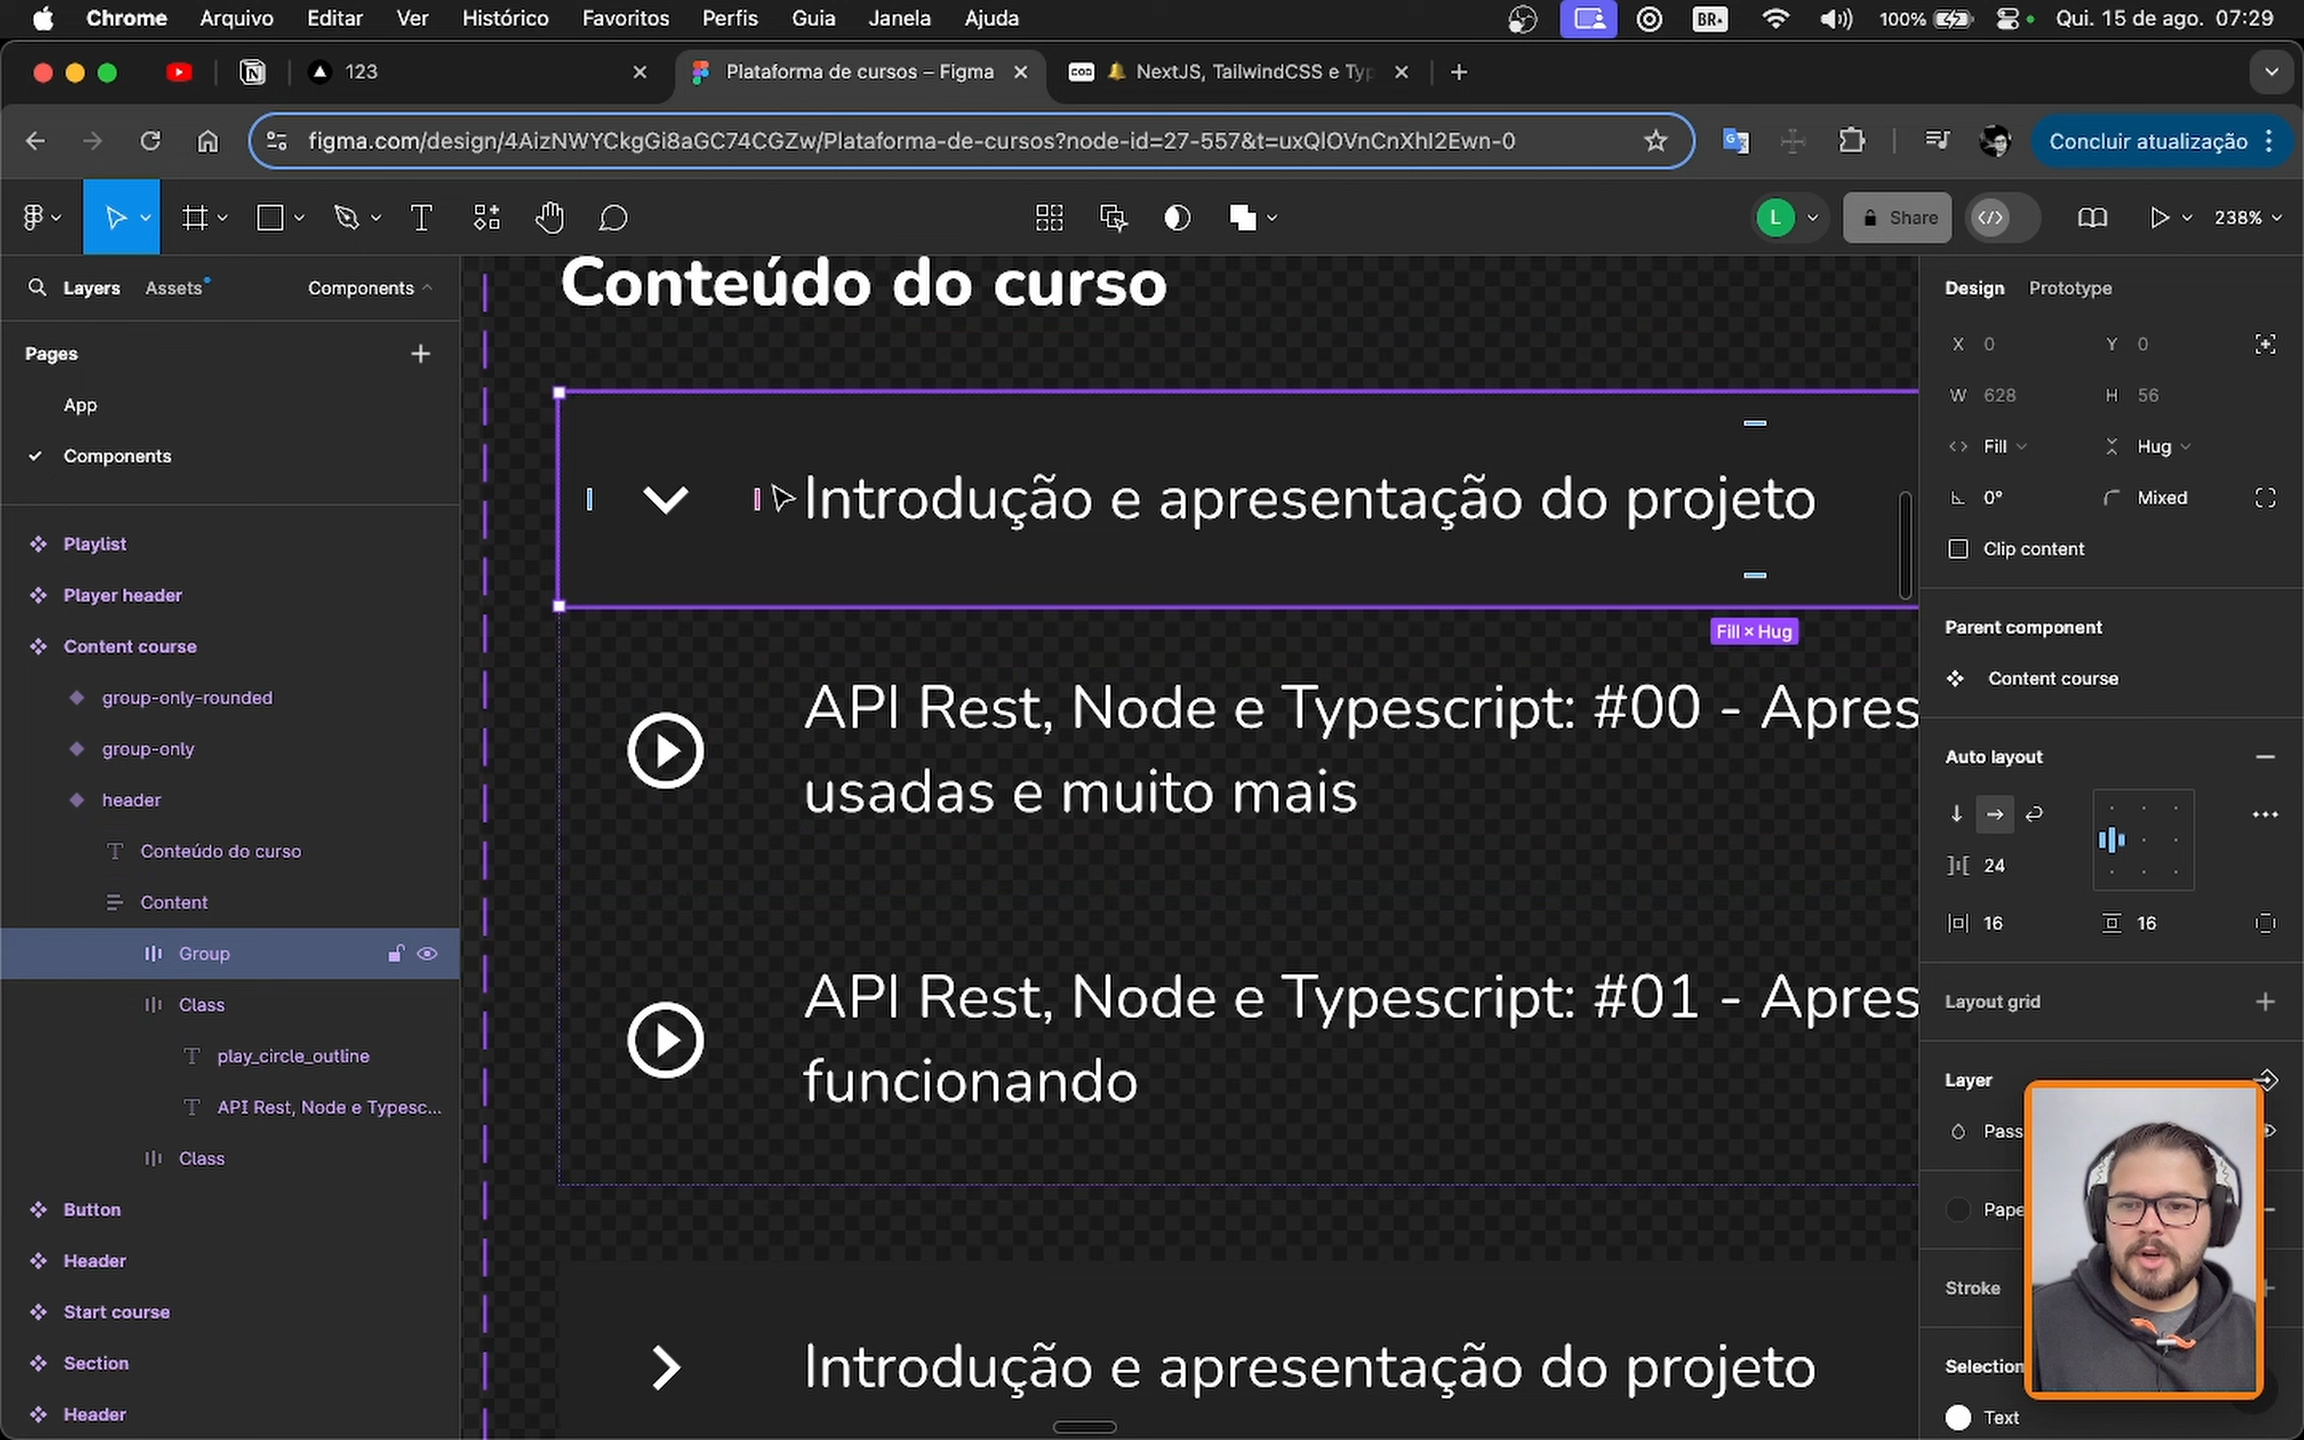 Chrome Arquivo Editar Ver Histórico Favoritos Perfis Guia Janela Ajuda BR 100% Qui. 15 de ago. 07:29
123 Plataforma de cursos – Figma COD NextJS, TailwindCSS e Typ
figma.com/design/4AizNWYCkgGi8aGC74CGZw/Plataforma-de-cursos?node-id=27-557&t=uxQlOVnCnXhI2Ewn-0 Concluir atualização
L Share 238%
Layers Assets Components
Pages
App
Components
Playlist
Player header
Content course
group-only-rounded
group-only
header
Conteúdo do curso
Content
Group
Class
play_circle_outline
API Rest, Node e Typesc...
Class
Button
Header
Start course
Section
Header
Conteúdo do curso
Introdução e apresentação do projeto
Fill × Hug
API Rest, Node e Typescript: #00 - Apres
usadas e muito mais
API Rest, Node e Typescript: #01 - Apres
funcionando
Introdução e apresentação do projeto
Design Prototype
X 0 Y 0
W 628 H 56
Fill Hug
0° Mixed
Clip content
Parent component
Content course
Auto layout
24
16 16
Layout grid
Layer
Pass
Pape
Stroke
Selection
Text